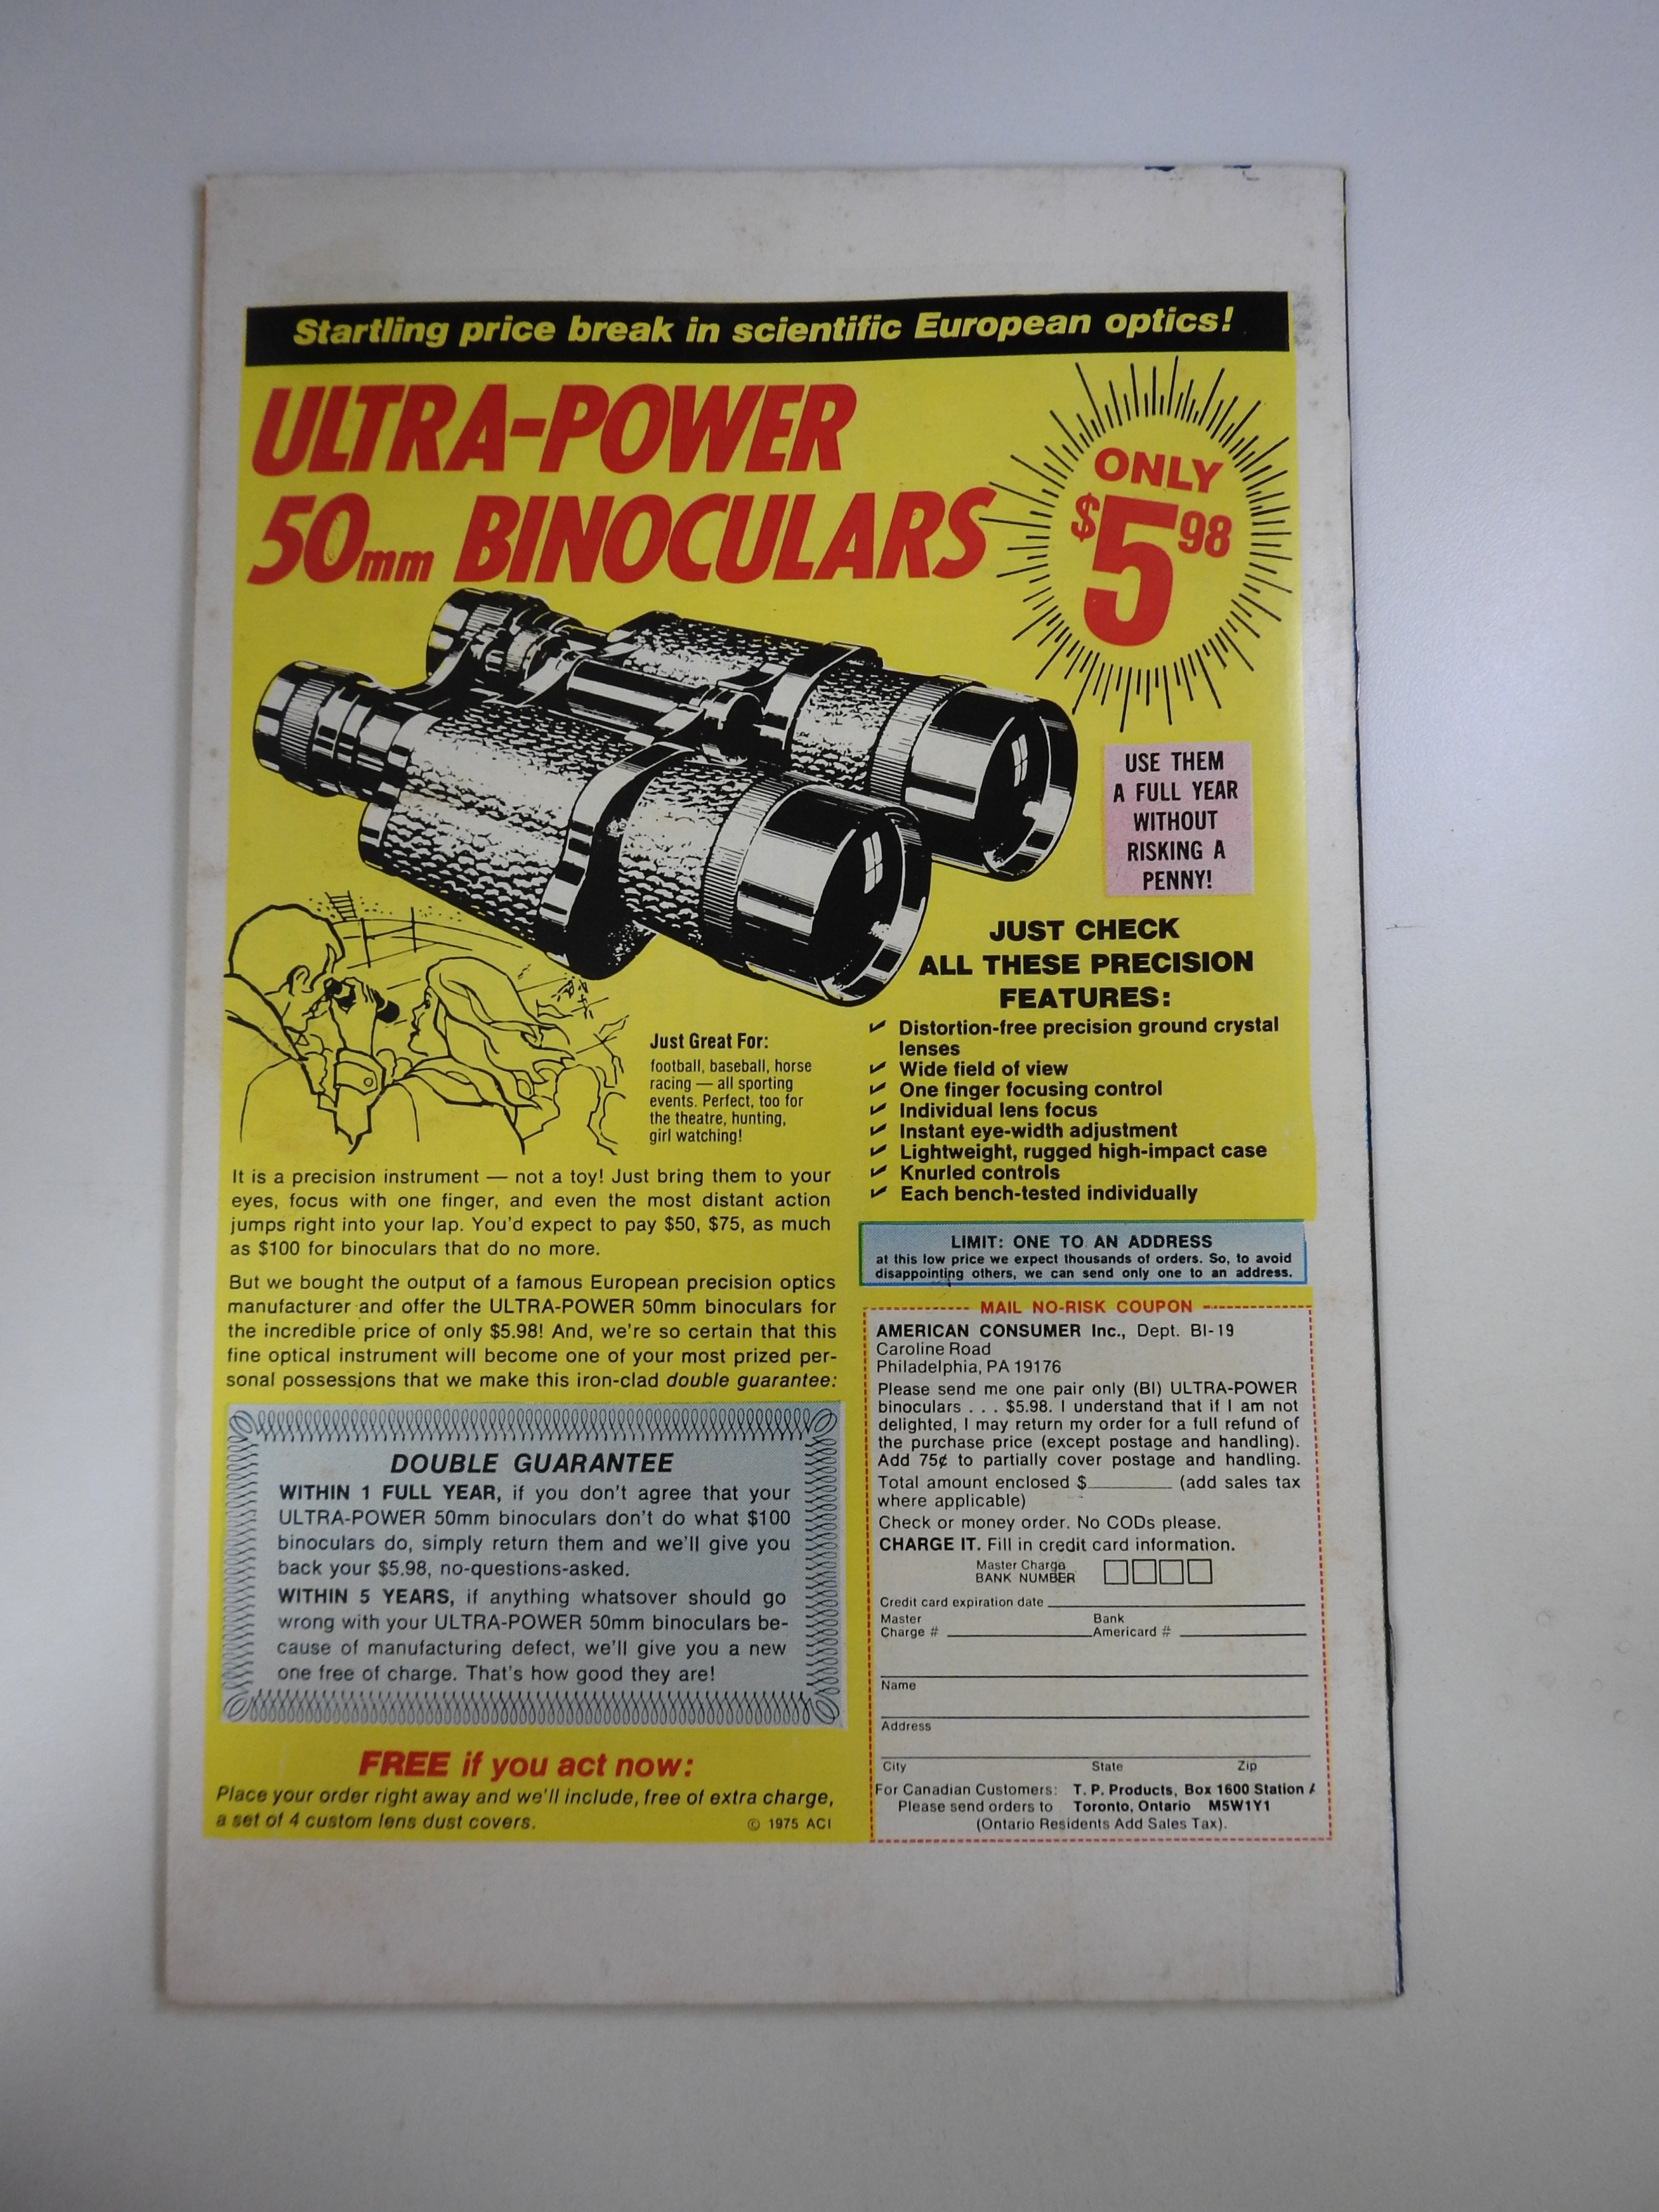 Startling price break in scientific European optics!
ULTRA-POWER
50mm BINOCULARS
ONLY
$5 98
USE THEM
A FULL YEAR
WITHOUT
RISKING A
PENNY!
JUST CHECK
ALL THESE PRECISION
FEATURES:
✔ Distortion-free precision ground crystal
lenses
✔ Wide field of view
✔ One finger focusing control
✔ Individual lens focus
✔ Instant eye-width adjustment
✔ Lightweight, rugged high-impact case
✔ Knurled controls
✔ Each bench-tested individually
Just Great For:
football, baseball, horse
racing — all sporting
events. Perfect, too for
the theatre, hunting,
girl watching!
It is a precision instrument — not a toy! Just bring them to your
eyes, focus with one finger, and even the most distant action
jumps right into your lap. You'd expect to pay $50, $75, as much
as $100 for binoculars that do no more.
But we bought the output of a famous European precision optics
manufacturer and offer the ULTRA-POWER 50mm binoculars for
the incredible price of only $5.98! And, we're so certain that this
fine optical instrument will become one of your most prized per-
sonal possessions that we make this iron-clad double guarantee:
DOUBLE GUARANTEE
WITHIN 1 FULL YEAR, if you don't agree that your
ULTRA-POWER 50mm binoculars don't do what $100
binoculars do, simply return them and we'll give you
back your $5.98, no-questions-asked.
WITHIN 5 YEARS, if anything whatsover should go
wrong with your ULTRA-POWER 50mm binoculars be-
cause of manufacturing defect, we'll give you a new
one free of charge. That's how good they are!
FREE if you act now:
Place your order right away and we'll include, free of extra charge,
a set of 4 custom lens dust covers.
© 1975 ACI
LIMIT: ONE TO AN ADDRESS
at this low price we expect thousands of orders. So, to avoid
disappointing others, we can send only one to an address.
MAIL NO-RISK COUPON
AMERICAN CONSUMER Inc., Dept. BI-19
Caroline Road
Philadelphia, PA 19176
Please send me one pair only (BI) ULTRA-POWER
binoculars . . . $5.98. I understand that if I am not
delighted, I may return my order for a full refund of
the purchase price (except postage and handling).
Add 75¢ to partially cover postage and handling.
Total amount enclosed $________ (add sales tax
where applicable)
Check or money order. No CODs please.
CHARGE IT. Fill in credit card information.
Master Charge
BANK NUMBER
Credit card expiration date
Master Bank
Charge # Americard #
Name
Address
City State Zip
For Canadian Customers: T. P. Products, Box 1600 Station
Please send orders to Toronto, Ontario M5W1Y1
(Ontario Residents Add Sales Tax).